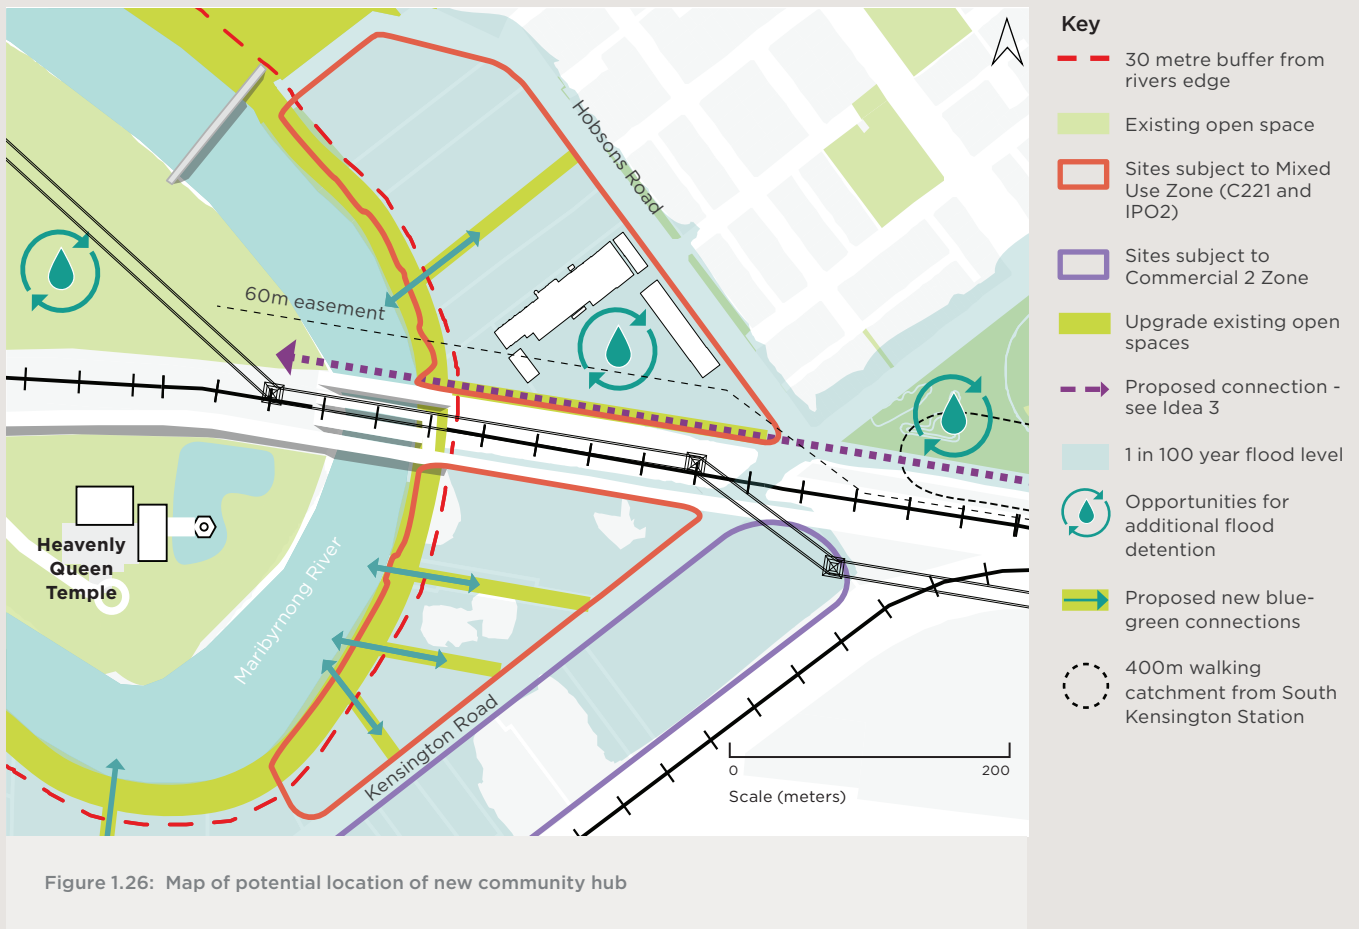 Hobsons Road
60m easement
Heavenly
Queen
Temple
Maribyrnong River
Kensington Road
0
200
Scale (meters)
Figure 1.26: Map of potential location of new community hub
Key
30 metre buffer from
rivers edge
Existing open space
Sites subject to Mixed
Use Zone (C221 and
IPO2)
Sites subject to
Commercial 2 Zone
Upgrade existing open
spaces
Proposed connection -
see Idea 3
1 in 100 year flood level
Opportunities for
additional flood
detention
Proposed new blue-
green connections
400m walking
catchment from South
Kensington Station